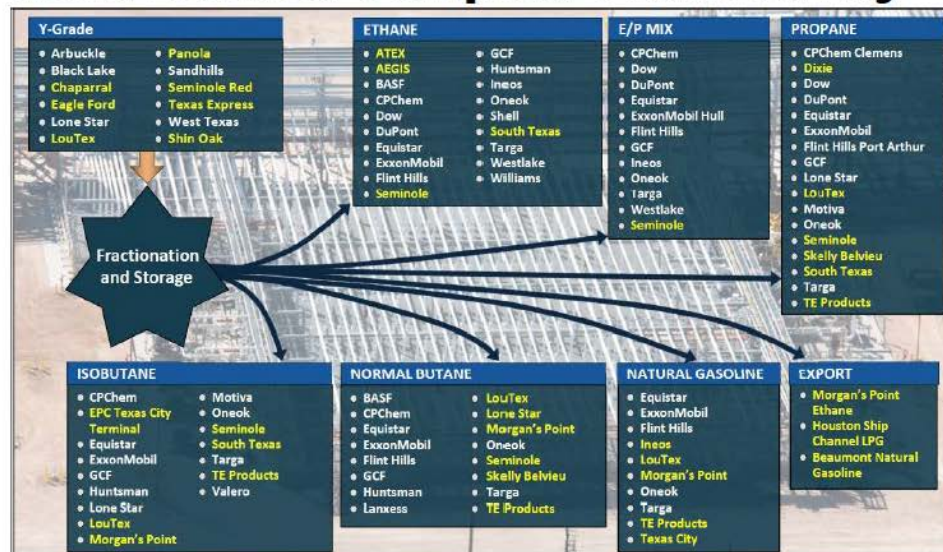 Y-Grade
Arbuckle
Black Lake
Chaparral
Eagle Ford
Lone Star
LouTex
Panola
Sandhills
Seminole Red
Texas Express
West Texas
Shin Oak
ETHANE
ATEX
AEGIS
BASF
CPChem
Dow
DuPont
Equistar
ExxonMobil
Flint Hills
Seminole
GCF
Huntsman
Ineos
Oneok
Shell
South Texas
Targa
Westlake
Williams
E/P MIX
CPChem
Dow
DuPont
Equistar
ExxonMobil Hull
Flint Hills
GCF
Ineos
Oneok
Targa
Westlake
Seminole
PROPANE
CPChem Clemens
Dixie
Dow
DuPont
Equistar
ExxonMobil
Flint Hills Port Arthur
GCF
Lone Star
LouTex
Motiva
Oneok
Seminole
Skelly Belvieu
South Texas
Targa
TE Products
Fractionation
and Storage
ISOBUTANE
CPChem
EPC Texas City
Terminal
Equistar
ExxonMobil
GCF
Huntsman
Lone Star
LouTex
Morgan's Point
Motiva
Oneok
Seminole
South Texas
Targa
TE Products
Valero
NORMAL BUTANE
BASF
CPChem
Equistar
ExxonMobil
Flint Hills
GCF
Huntsman
Lanxess
LouTex
Lone Star
Morgan's Point
Oneok
Seminole
Skelly Belvieu
Targa
TE Products
NATURAL GASOLINE
Equistar
ExxonMobil
Flint Hills
Ineos
LouTex
Morgan's Point
Oneok
Targa
TE Products
Texas City
EXPORT
Morgan's Point
Ethane
Houston Ship
Channel LPG
Beaumont Natural
Gasoline